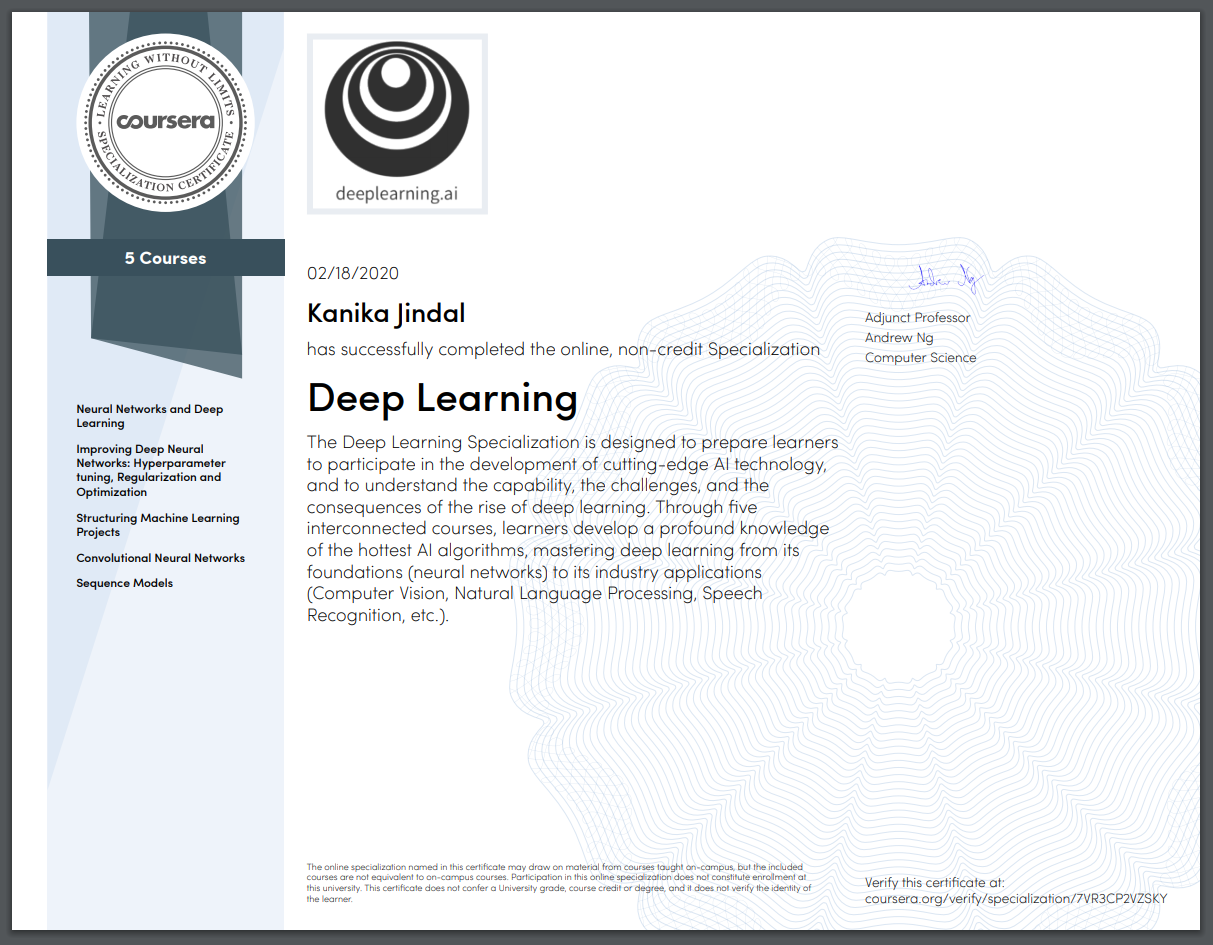 LEARNING WITHOUT LIMITS
coursera
SPECIALIZATION CERTIFICATE
5 Courses
Neural Networks and Deep
Learning
Improving Deep Neural
Networks: Hyperparameter
tuning, Regularization and
Optimization
Structuring Machine Learning
Projects
Convolutional Neural Networks
Sequence Models
deeplearning.ai
02/18/2020
Kanika Jindal
has successfully completed the online, non-credit Specialization
Deep Learning
The Deep Learning Specialization is designed to prepare learners
to participate in the development of cutting-edge AI technology,
and to understand the capability, the challenges, and the
consequences of the rise of deep learning. Through five
interconnected courses, learners develop a profound knowledge
of the hottest AI algorithms, mastering deep learning from its
foundations (neural networks) to its industry applications
(Computer Vision, Natural Language Processing, Speech
Recognition, etc.).
Andrew Ng
Adjunct Professor
Andrew Ng
Computer Science
The online specialization named in this certificate may draw on material from courses taught on-campus, but the included
courses are not equivalent to on-campus courses. Participation in this online specialization does not constitute enrollment at
this university. This certificate does not confer a University grade, course credit or degree, and it does not verify the identity of
the learner.
Verify this certificate at:
coursera.org/verify/specialization/7VR3CP2VZSKY